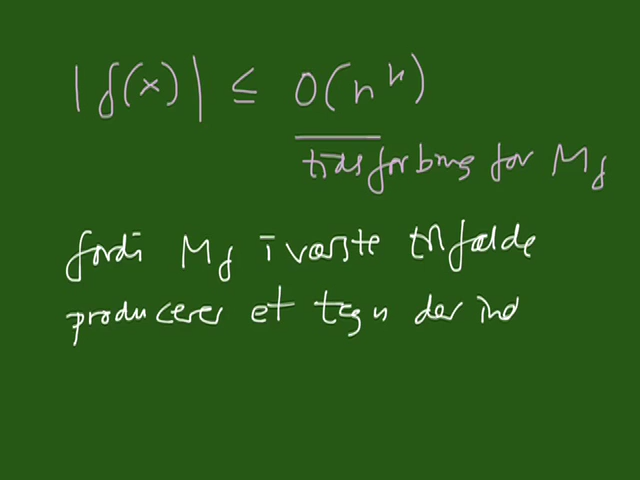 |f(x)| ≤ O(n^k)
tidsforbrug for M_f
fordi M_f i værste tilfælde
producerer et tegn der ind